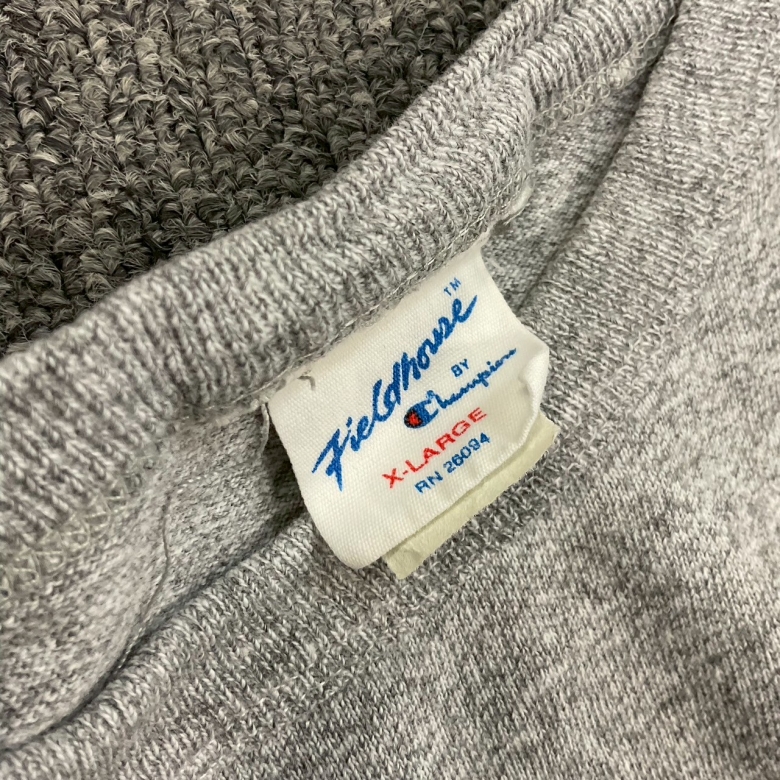 Fieldhouse™
BY
Champion
X-LARGE
RN 26094